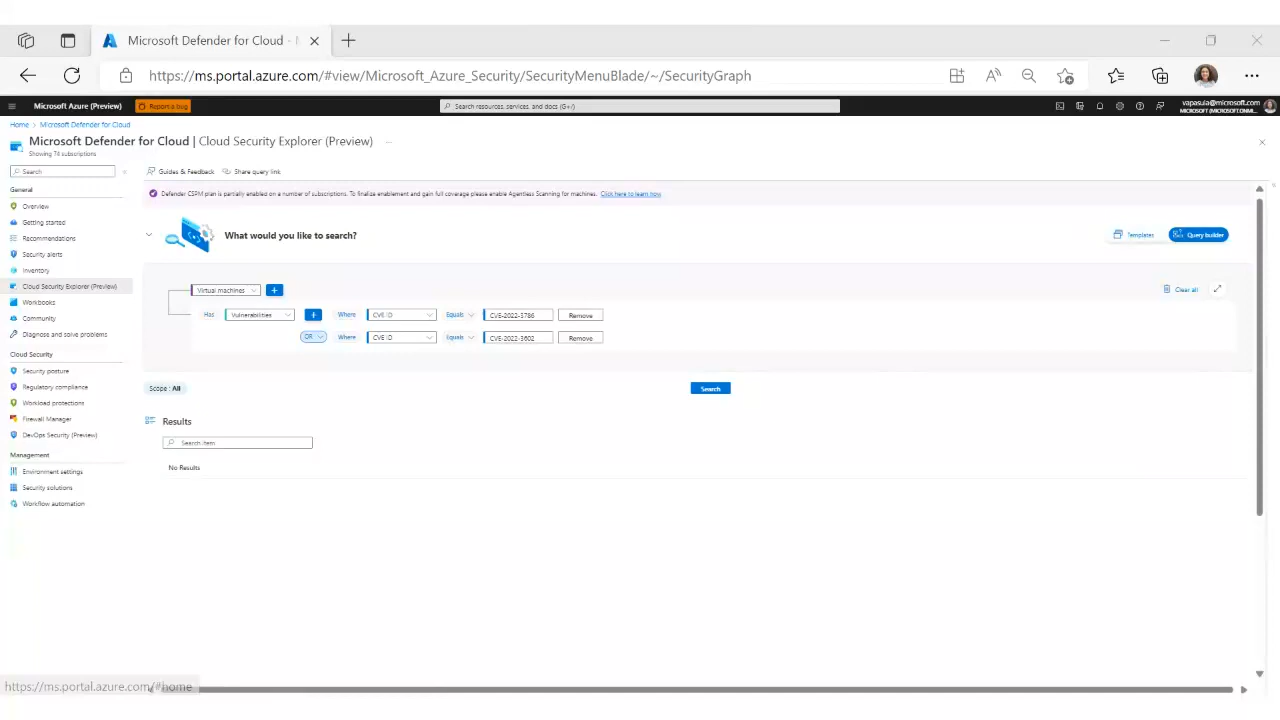 Microsoft Defender for Cloud -
https://ms.portal.azure.com/#view/Microsoft_Azure_Security/SecurityMenuBlade/~/SecurityGraph
Microsoft Azure (Preview)
Report a bug
Search resources, services, and docs (G+/)
vapasula@microsoft.com
Home > Microsoft Defender for Cloud
Microsoft Defender for Cloud | Cloud Security Explorer (Preview) ...
Showing 74 subscriptions
Search
Guides & Feedback
Share query link
General
Overview
Getting started
Recommendations
Security alerts
Inventory
Cloud Security Explorer (Preview)
Workbooks
Community
Diagnose and solve problems
Cloud Security
Security posture
Regulatory compliance
Workload protections
Firewall Manager
DevOps Security (Preview)
Management
Environment settings
Security solutions
Workflow automation
Defender CSPM plan is partially enabled on a number of subscriptions. To finalize enablement and gain full coverage please enable Agentless Scanning for machines. Click here to learn how
What would you like to search?
Templates
Query builder
Virtual machines
Clear all
Has Vulnerabilities + Where CVE ID Equals CVE-2022-3786 Remove
OR Where CVE ID Equals CVE-2022-3602 Remove
Scope : All
Search
Results
Search item
No Results
https://ms.portal.azure.com/#home